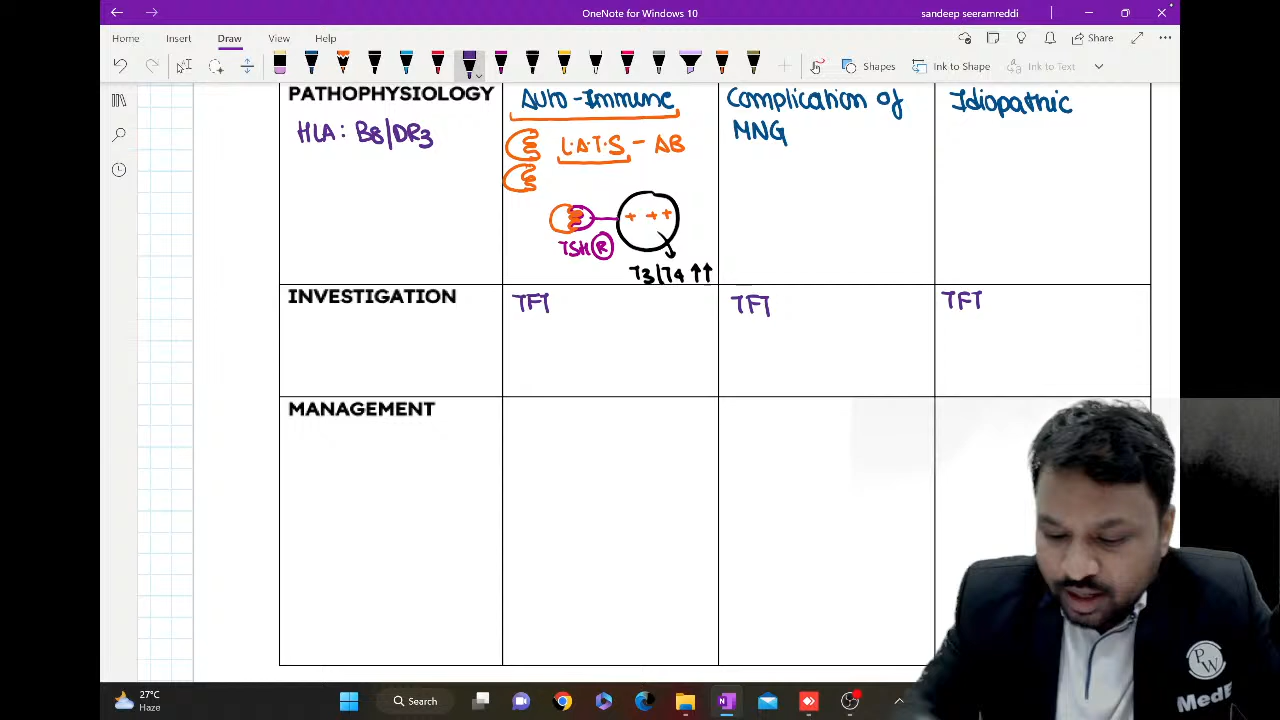 OneNote for Windows 10
sandeep seeramreddi
Home
Insert
Draw
View
Help
Share
Shapes
Ink to Shape
Ink to Text
PATHOPHYSIOLOGY
HLA: B8/DR3
Auto-Immune
L.A.T.S - AB
TSH R
+ + +
T3/T4 ↑↑
Complication of
MNG
Idiopathic
INVESTIGATION
TFT
TFT
TFT
MANAGEMENT
PW
MedE
27°C
Haze
Search